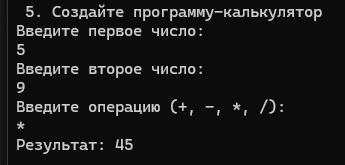 5. Создайте программу-калькулятор
Введите первое число:
5
Введите второе число:
9
Введите операцию (+, -, *, /):
*
Результат: 45